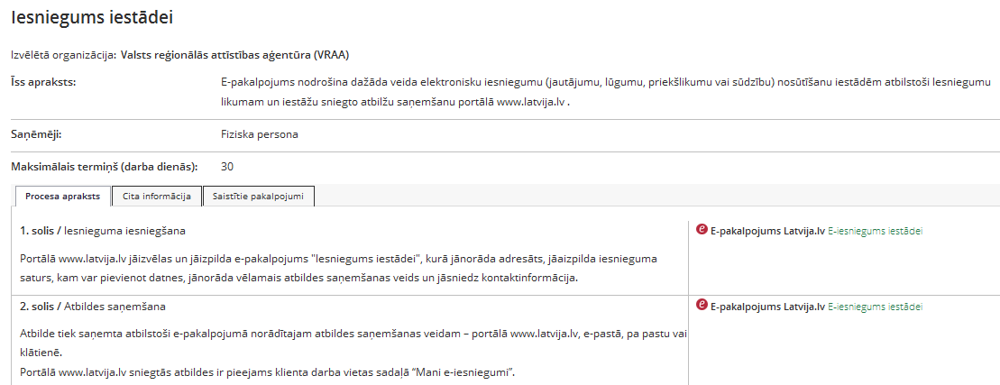 Iesniegums iestādei
Izvēlētā organizācija: Valsts reģionālās attīstības aģentūra (VRAA)
Īss apraksts: E-pakalpojums nodrošina dažāda veida elektronisku iesniegumu (jautājumu, lūgumu, priekšlikumu vai sūdzību) nosūtīšanu iestādēm atbilstoši Iesniegumu
likumam un iestāžu sniegto atbilžu saņemšanu portālā www.latvija.lv .
Saņēmēji: Fiziska persona
Maksimālais termiņš (darba dienās): 30
Procesa apraksts Cita informācija Saistītie pakalpojumi
1. solis / Iesnieguma iesniegšana E-pakalpojums Latvija.lv E-iesniegums iestādei
Portālā www.latvija.lv jāizvēlas un jāizpilda e-pakalpojums "Iesniegums iestādei", kurā jānorāda adresāts, jāaizpilda iesnieguma
saturs, kam var pievienot datnes, jānorāda vēlamais atbildes saņemšanas veids un jāsniedz kontaktinformācija.
2. solis / Atbildes saņemšana E-pakalpojums Latvija.lv E-iesniegums iestādei
Atbilde tiek saņemta atbilstoši e-pakalpojumā norādītajam atbildes saņemšanas veidam – portālā www.latvija.lv, e-pastā, pa pastu vai
klātienē.
Portālā www.latvija.lv sniegtās atbildes ir pieejams klienta darba vietas sadaļā “Mani e-iesniegumi”.